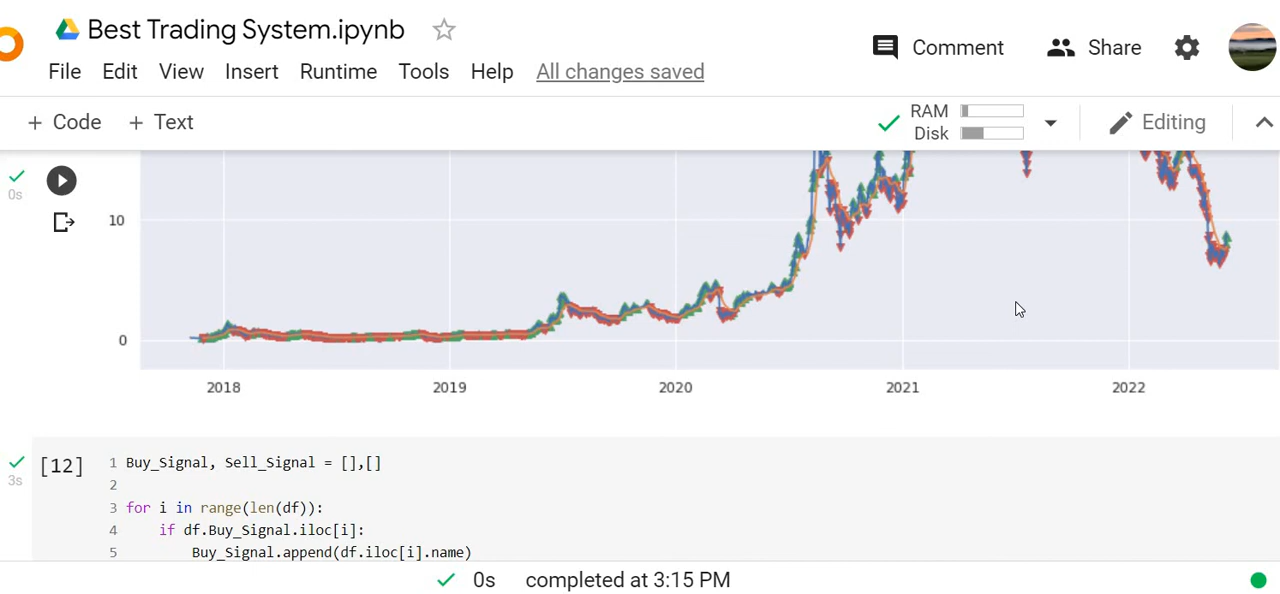 Best Trading System.ipynb
File Edit View Insert Runtime Tools Help All changes saved
Comment Share
+ Code + Text
RAM
Disk
Editing
0s
10
0
2018 2019 2020 2021 2022
[12]
3s
1 Buy_Signal, Sell_Signal = [],[]
2
3 for i in range(len(df)):
4 if df.Buy_Signal.iloc[i]:
5 Buy_Signal.append(df.iloc[i].name)
0s completed at 3:15 PM